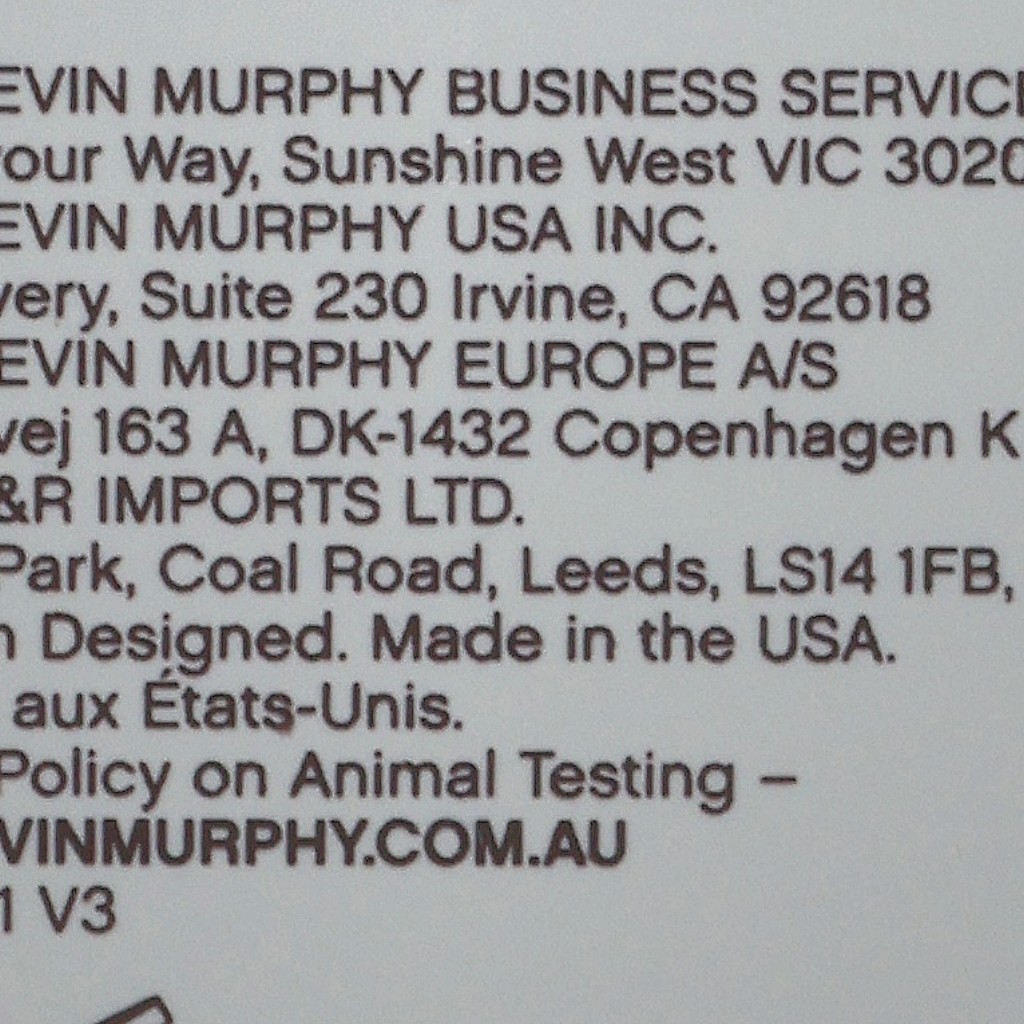 EVIN MURPHY BUSINESS SERVICE
our Way, Sunshine West VIC 3020
EVIN MURPHY USA INC.
very, Suite 230 Irvine, CA 92618
EVIN MURPHY EUROPE A/S
vej 163 A, DK-1432 Copenhagen K
&R IMPORTS LTD.
Park, Coal Road, Leeds, LS14 1FB,
n Designed. Made in the USA.
aux États-Unis.
Policy on Animal Testing –
VINMURPHY.COM.AU
1 V3